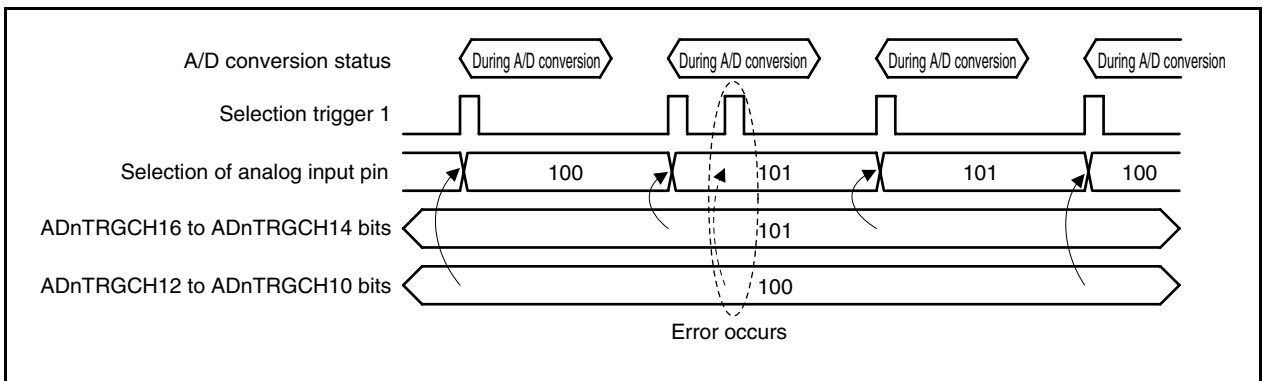 A/D conversion status
During A/D conversion During A/D conversion During A/D conversion During A/D conversion
Selection trigger 1
Selection of analog input pin
100 101 101 100
ADnTRGCH16 to ADnTRGCH14 bits
101
ADnTRGCH12 to ADnTRGCH10 bits
100
Error occurs